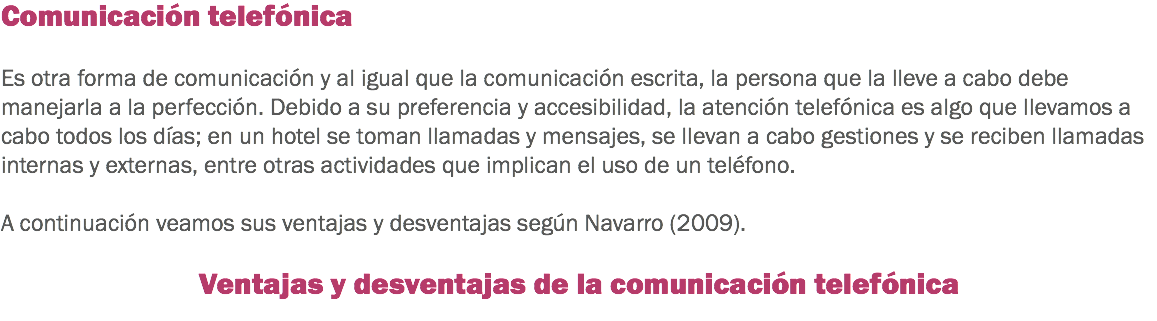 Comunicación telefónica
Es otra forma de comunicación y al igual que la comunicación escrita, la persona que la lleve a cabo debe
manejarla a la perfección. Debido a su preferencia y accesibilidad, la atención telefónica es algo que llevamos a
cabo todos los días; en un hotel se toman llamadas y mensajes, se llevan a cabo gestiones y se reciben llamadas
internas y externas, entre otras actividades que implican el uso de un teléfono.
A continuación veamos sus ventajas y desventajas según Navarro (2009).
Ventajas y desventajas de la comunicación telefónica